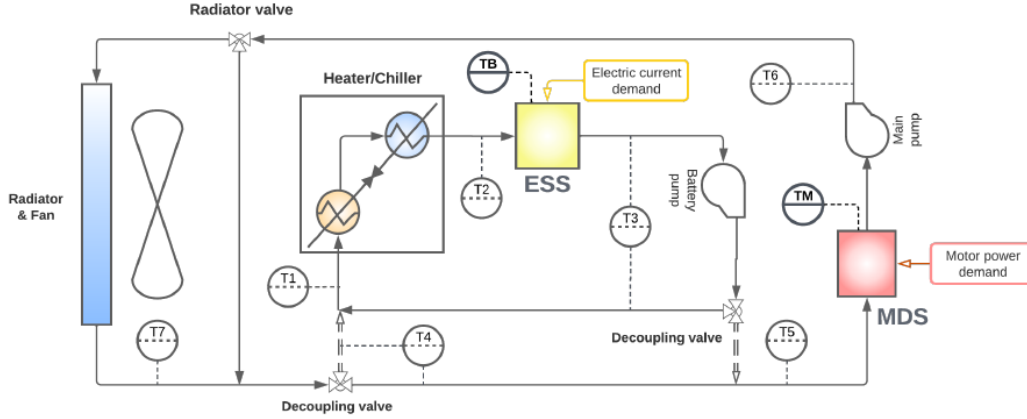 Radiator valve
Heater/Chiller
TB
Electric current
demand
T6
Main
pump
T2
ESS
Battery
pump
Radiator
& Fan
T3
TM
Motor power
demand
T1
MDS
T7
T4
Decoupling valve
T5
Decoupling valve